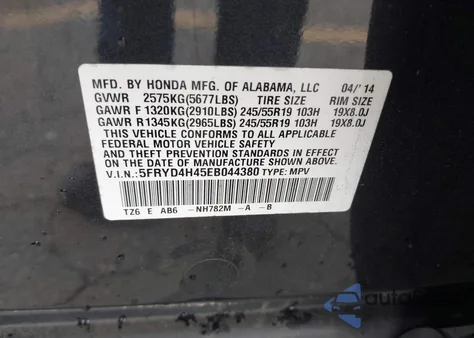 MFD. BY HONDA MFG. OF ALABAMA, LLC 04/'14
GVWR 2575KG(5677LBS) TIRE SIZE RIM SIZE
GAWR F 1320KG(2910LBS) 245/55R19 103H 19X8.0J
GAWR R 1345KG(2965LBS) 245/55R19 103H 19X8.0J
THIS VEHICLE CONFORMS TO ALL APPLICABLE
FEDERAL MOTOR VEHICLE SAFETY STANDARDS IN EFFECT
ON THE DATE OF MANUFACTURE SHOWN ABOVE.
V.I.N.:5FRYD4H45EB044380 TYPE: MPV
TZ6 E AB6 -NH782M -A -B